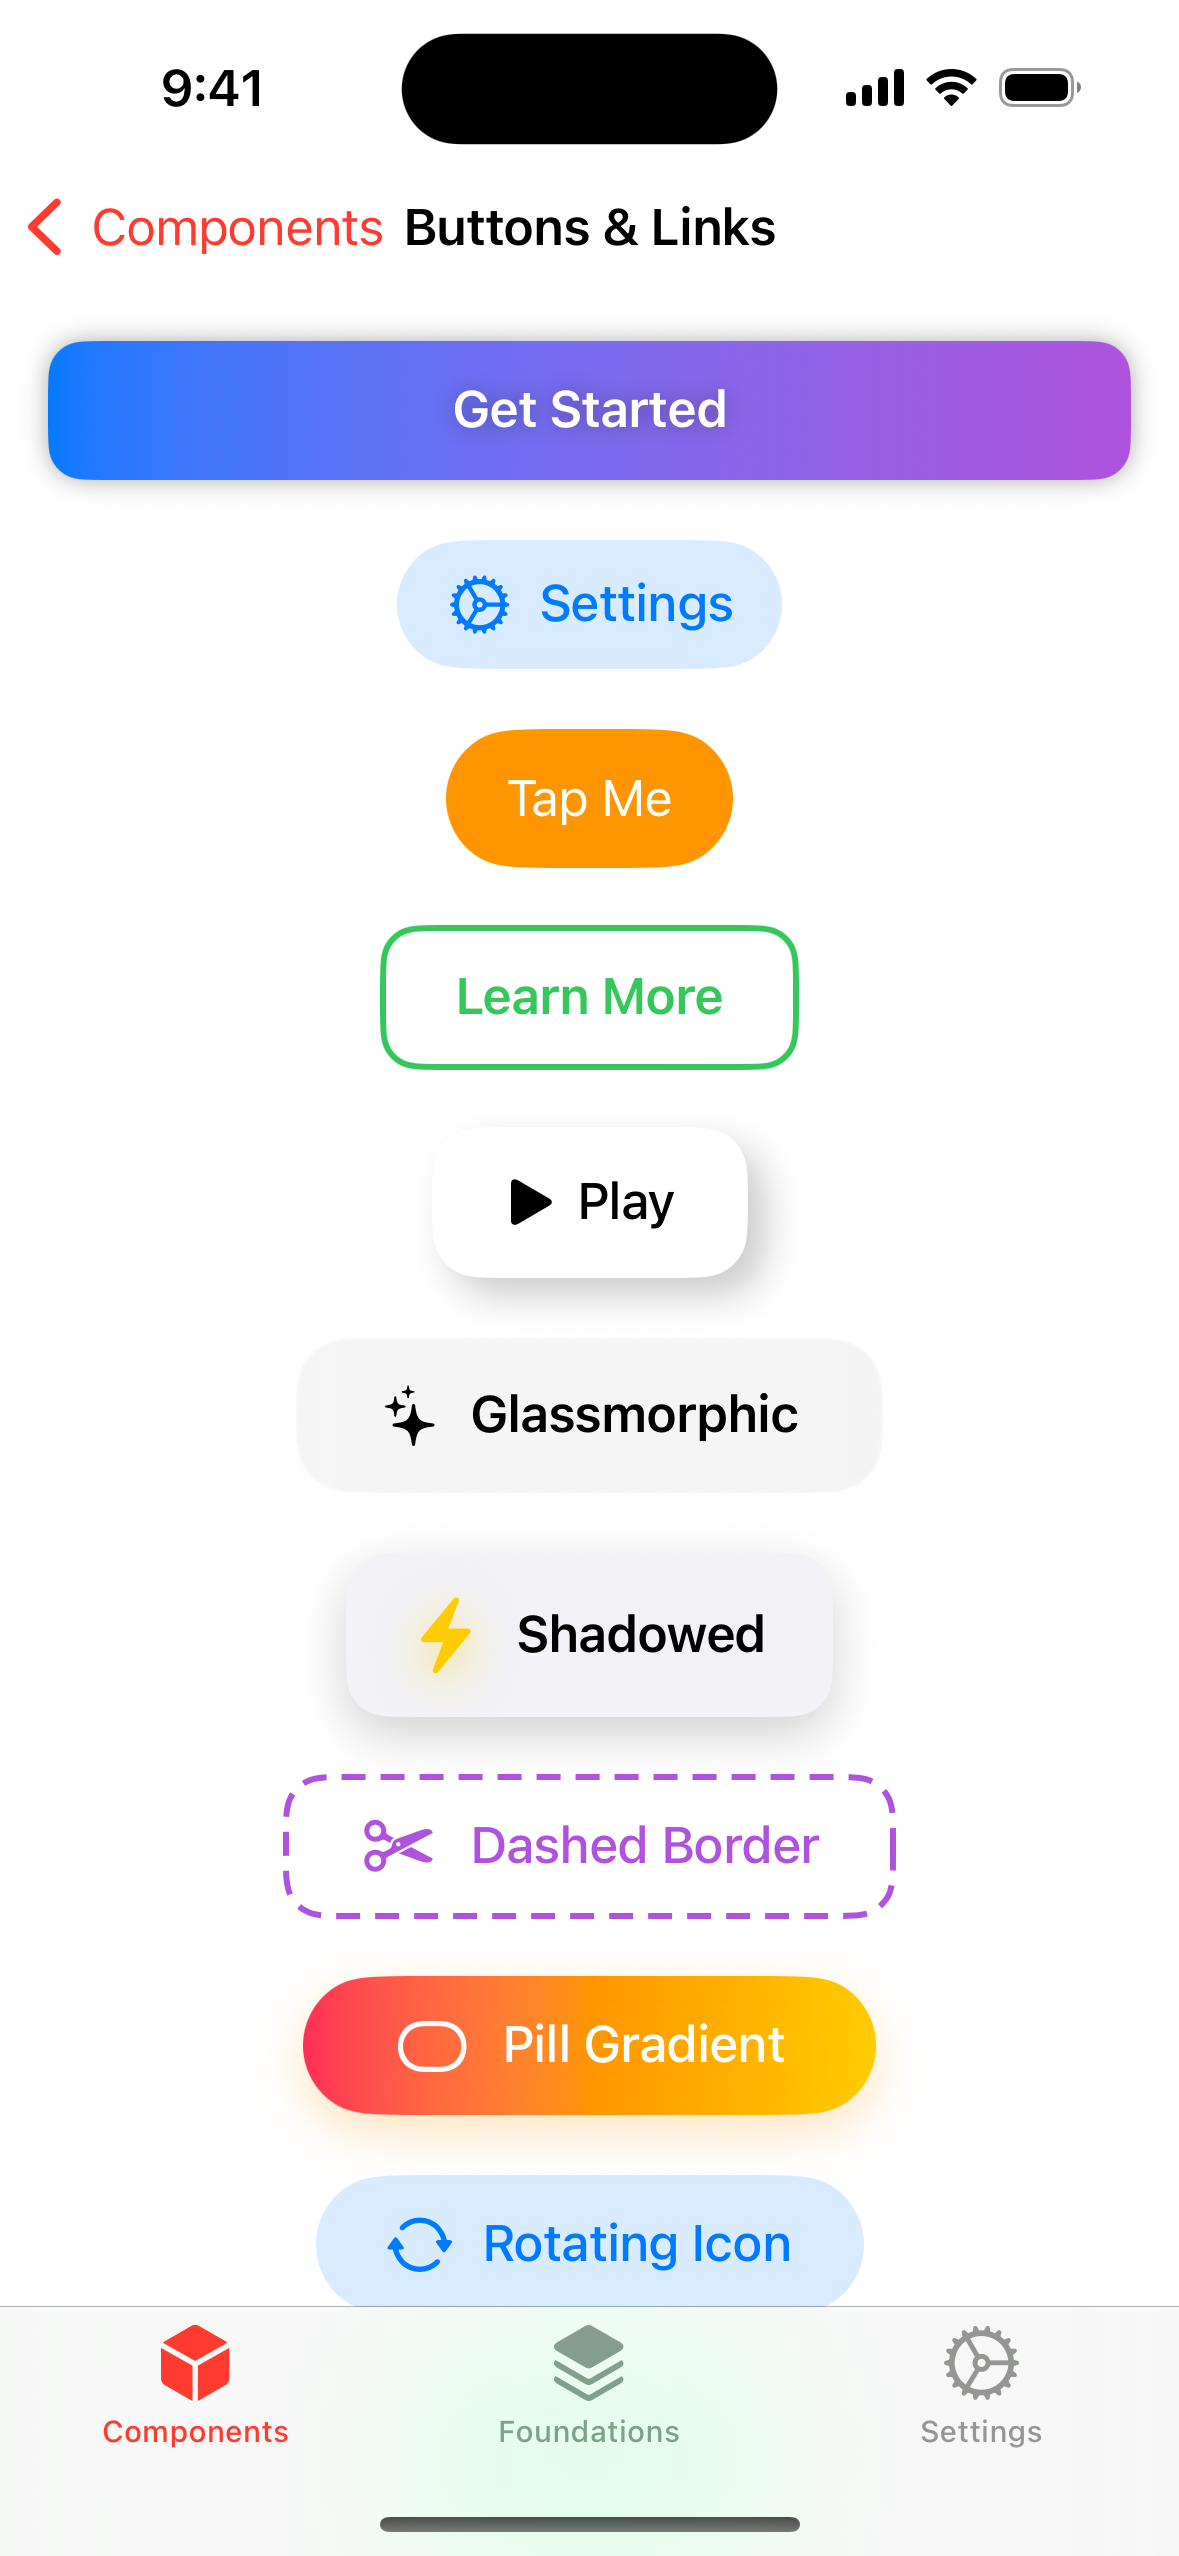 9:41
Components Buttons & Links
Get Started
Settings
Tap Me
Learn More
Play
Glassmorphic
Shadowed
Dashed Border
Pill Gradient
Rotating Icon
Components Foundations Settings